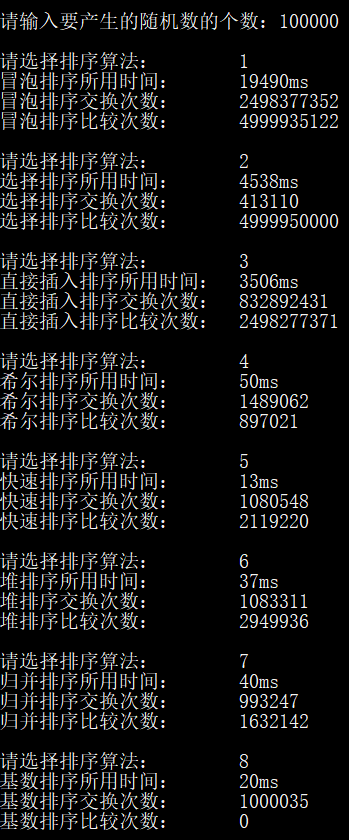 请输入要产生的随机数的个数：100000
请选择排序算法： 1
冒泡排序所用时间： 19490ms
冒泡排序交换次数： 2498377352
冒泡排序比较次数： 4999935122
请选择排序算法： 2
选择排序所用时间： 4538ms
选择排序交换次数： 413110
选择排序比较次数： 4999950000
请选择排序算法： 3
直接插入排序所用时间： 3506ms
直接插入排序交换次数： 832892431
直接插入排序比较次数： 2498277371
请选择排序算法： 4
希尔排序所用时间： 50ms
希尔排序交换次数： 1489062
希尔排序比较次数： 897021
请选择排序算法： 5
快速排序所用时间： 13ms
快速排序交换次数： 1080548
快速排序比较次数： 2119220
请选择排序算法： 6
堆排序所用时间： 37ms
堆排序交换次数： 1083311
堆排序比较次数： 2949936
请选择排序算法： 7
归并排序所用时间： 40ms
归并排序交换次数： 993247
归并排序比较次数： 1632142
请选择排序算法： 8
基数排序所用时间： 20ms
基数排序交换次数： 1000035
基数排序比较次数： 0